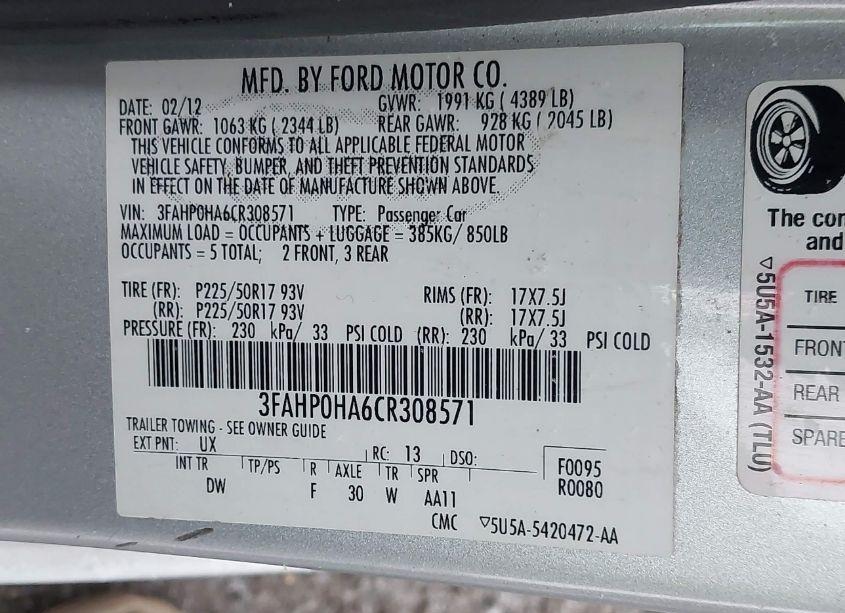 MFD. BY FORD MOTOR CO.
DATE: 02/12 GVWR: 1991 KG ( 4389 LB)
FRONT GAWR: 1063 KG ( 2344 LB) REAR GAWR: 928 KG ( 2045 LB)
THIS VEHICLE CONFORMS TO ALL APPLICABLE FEDERAL MOTOR
VEHICLE SAFETY, BUMPER, AND THEFT PREVENTION STANDARDS
IN EFFECT ON THE DATE OF MANUFACTURE SHOWN ABOVE.
VIN: 3FAHP0HA6CR308571 TYPE: Passenger Car
MAXIMUM LOAD = OCCUPANTS + LUGGAGE = 385KG/ 850LB
OCCUPANTS = 5 TOTAL; 2 FRONT, 3 REAR
TIRE (FR): P225/50R17 93V RIMS (FR): 17X7.5J
(RR): P225/50R17 93V (RR): 17X7.5J
PRESSURE (FR): 230 kPa/ 33 PSI COLD (RR): 230 kPa/ 33 PSI COLD
3FAHP0HA6CR308571
TRAILER TOWING - SEE OWNER GUIDE
EXT PNT: UX RC: 13 DSO:
INT TR TP/PS R AXLE TR SPR
DW F 30 W AA11
F0095
R0080
CMC ▽5U5A-5420472-AA
The
and
TIRE
FRONT
REAR
SPARE
▽5U5A-1532-AA (TLU)